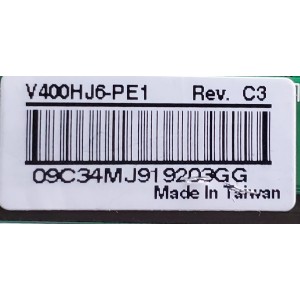 V400HJ6-PE1 Rev. C3
09C34MJ919203GG
Made In Taiwan